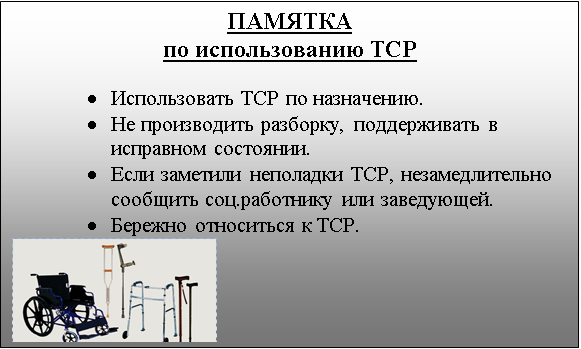 ПАМЯТКА
по использованию ТСР
• Использовать ТСР по назначению.
• Не производить разборку, поддерживать в
исправном состоянии.
• Если заметили неполадки ТСР, незамедлительно
сообщить соц.работнику или заведующей.
• Бережно относиться к ТСР.